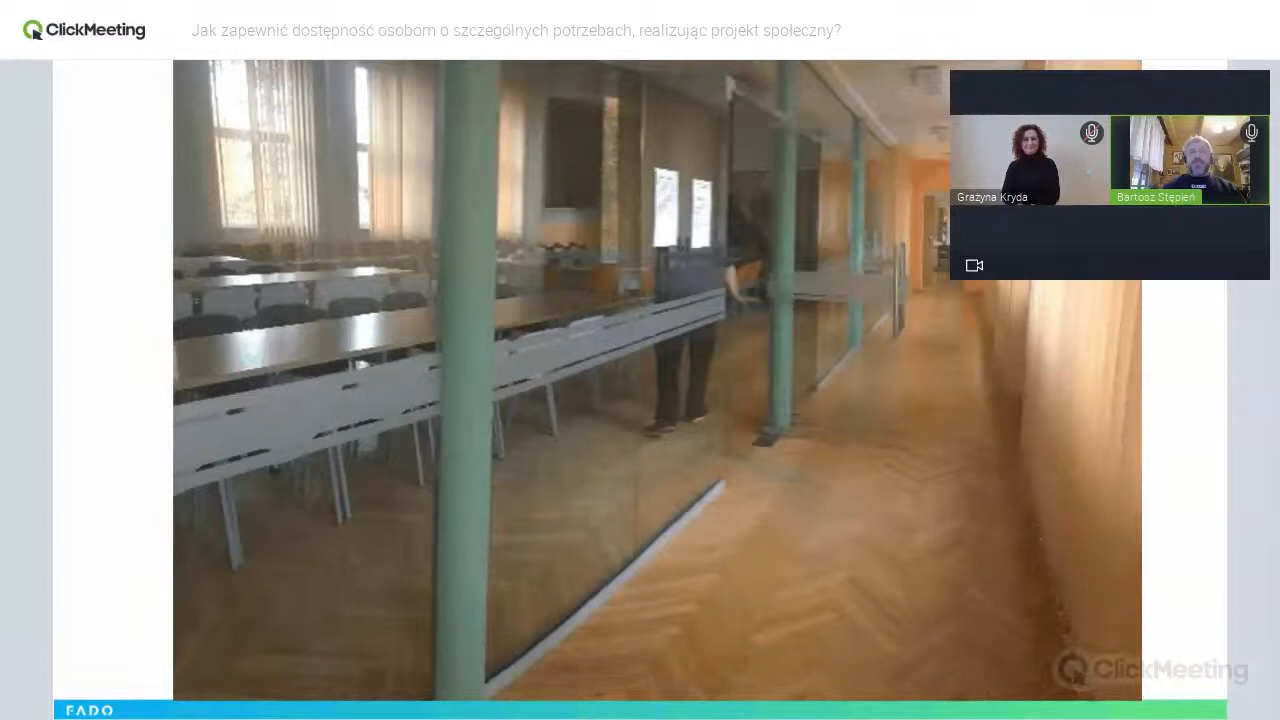 ClickMeeting
Jak zapewnić dostępność osobom o szczególnych potrzebach, realizując projekt społeczny?
Grażyna Kryda
Bartosz Stępień
ClickMeeting
FADO